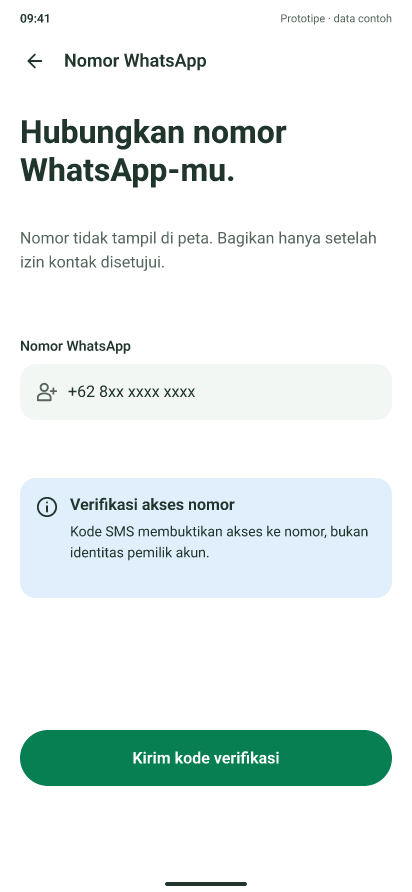 09:41
Prototipe · data contoh
Nomor WhatsApp
Hubungkan nomor
WhatsApp-mu.
Nomor tidak tampil di peta. Bagikan hanya setelah
izin kontak disetujui.
Nomor WhatsApp
+62 8xx xxxx xxxx
Verifikasi akses nomor
Kode SMS membuktikan akses ke nomor, bukan
identitas pemilik akun.
Kirim kode verifikasi